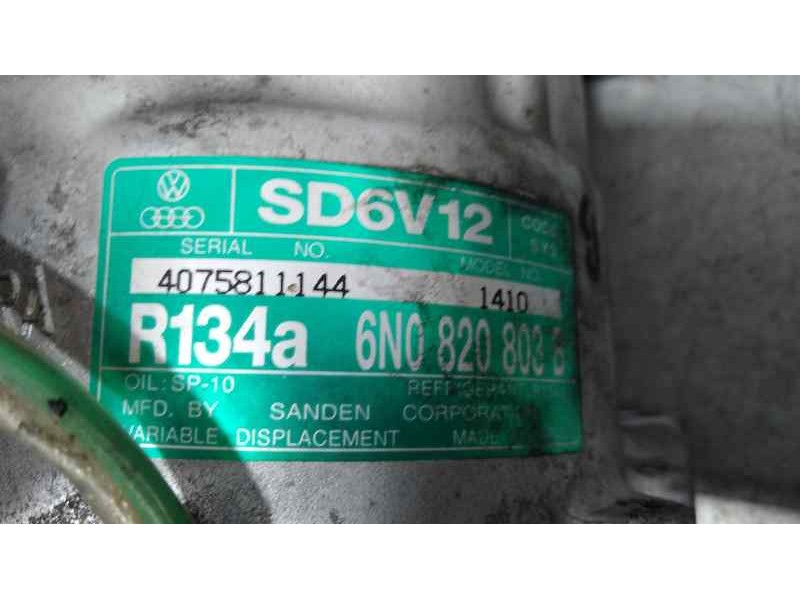 SD6V12
SERIAL NO. MODEL NO.
4075811144 1410
R134a 6N0 820 803 B
OIL: SP-10
MFD. BY SANDEN CORPORATION
VARIABLE DISPLACEMENT MADE